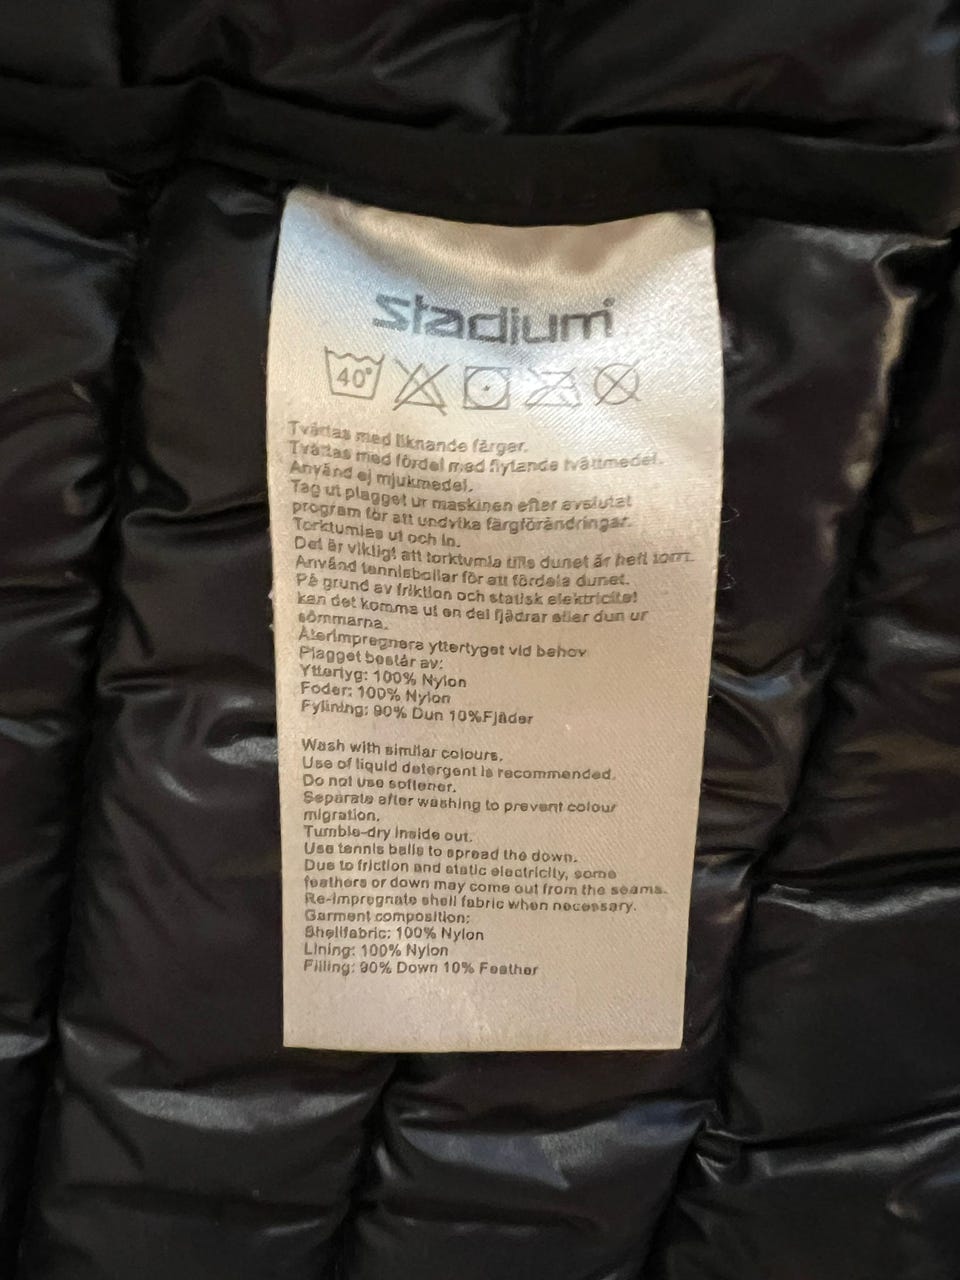 stadium
40°
Tvättas med liknande färger.
Tvättas med fördel med flytande tvättmedel.
Använd ej mjukmedel.
Tag ut plagget ur maskinen efter avslutat
program för att undvika färgförändringar.
Torktumlas ut och in.
Det är viktigt att torktumla tills dunet är helt torrt.
Använd tennisbollar för att fördela dunet.
På grund av friktion och statisk elektricitet
kan det komma ut en del fjädrar eller dun ur
sömmarna.
Återimpregnera yttertyget vid behov
Plagget består av:
Yttertyg: 100% Nylon
Foder: 100% Nylon
Fyllning: 90% Dun 10%Fjäder
Wash with similar colours.
Use of liquid detergent is recommended.
Do not use softener.
Separate after washing to prevent colour
migration.
Tumble-dry inside out.
Use tennis balls to spread the down.
Due to friction and static electricity, some
feathers or down may come out from the seams.
Re-impregnate shell fabric when necessary.
Garment composition:
Shellfabric: 100% Nylon
Lining: 100% Nylon
Filling: 90% Down 10% Feather